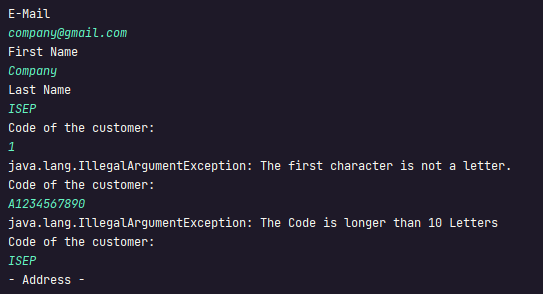 E-Mail
company@gmail.com
First Name
Company
Last Name
ISEP
Code of the customer:
1
java.lang.IllegalArgumentException: The first character is not a letter.
Code of the customer:
A1234567890
java.lang.IllegalArgumentException: The Code is longer than 10 Letters
Code of the customer:
ISEP
- Address -